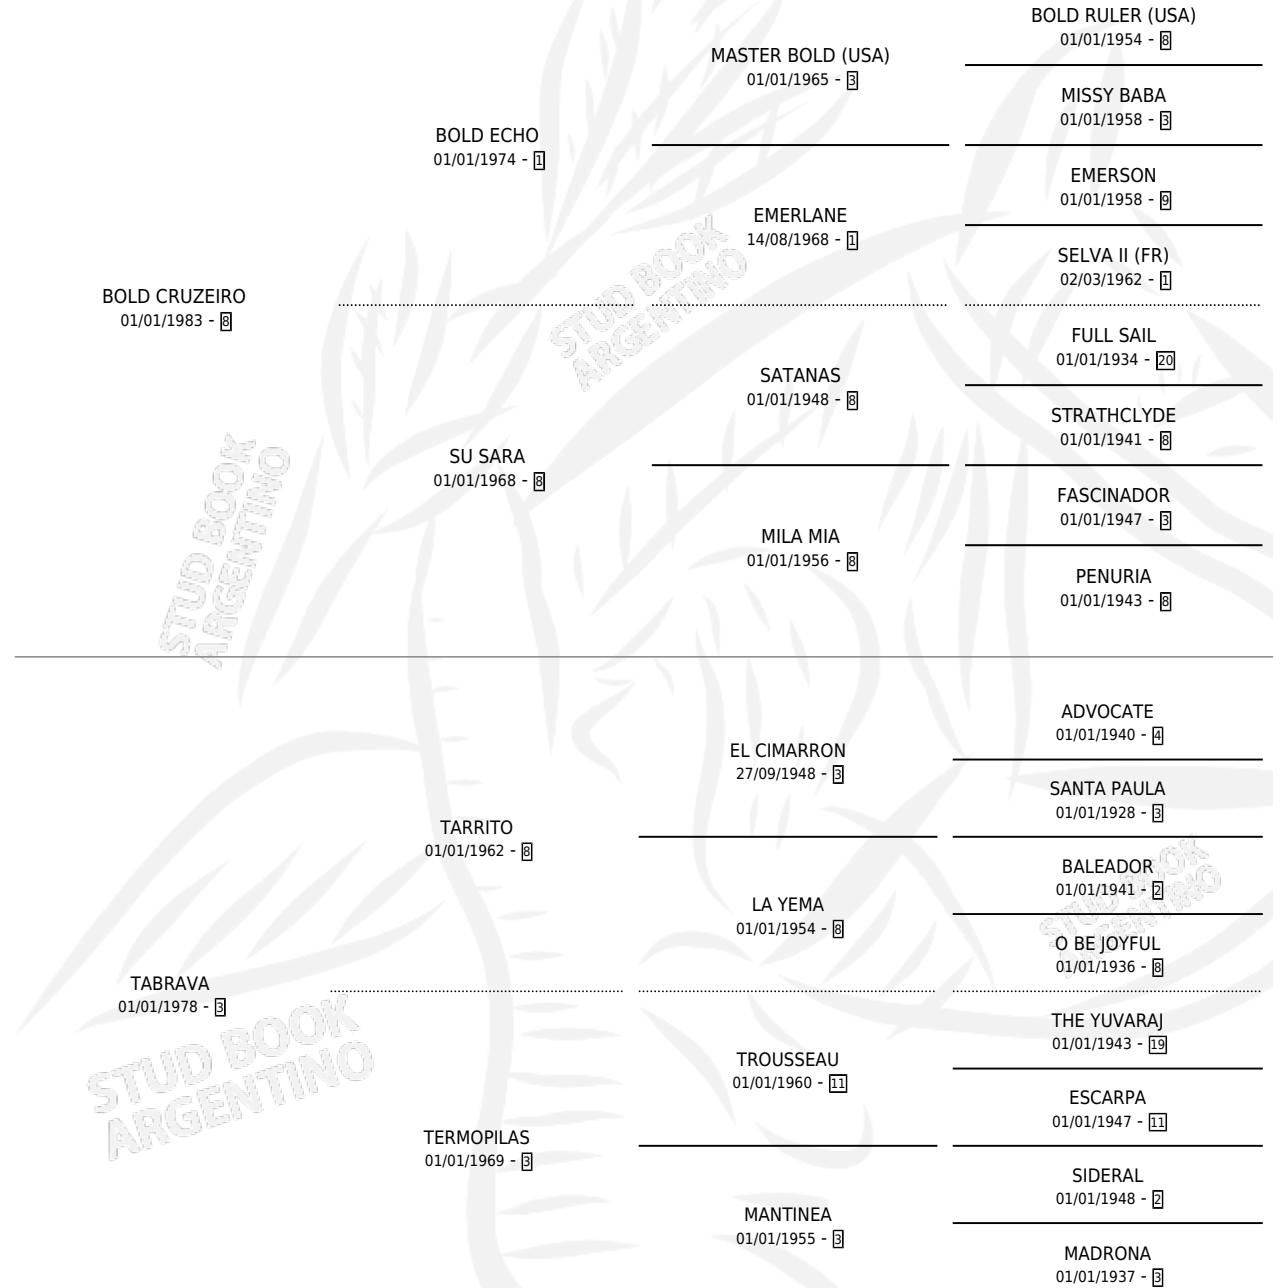 BOLD RULER (USA)
01/01/1954 - 8
MASTER BOLD (USA)
01/01/1965 - 3
MISSY BABA
01/01/1958 - 3
BOLD ECHO
01/01/1974 - 1
EMERSON
01/01/1958 - 9
EMERLANE
14/08/1968 - 1
SELVA II (FR)
02/03/1962 - 1
BOLD CRUZEIRO
01/01/1983 - 8
STUD BOOK
ARGENTINO
FULL SAIL
01/01/1934 - 20
SATANAS
01/01/1948 - 8
STRATHCLYDE
01/01/1941 - 8
SU SARA
01/01/1968 - 8
FASCINADOR
01/01/1947 - 3
MILA MIA
01/01/1956 - 8
PENURIA
01/01/1943 - 8
STUD BOOK
ARGENTINO
ADVOCATE
01/01/1940 - 4
EL CIMARRON
27/09/1948 - 3
SANTA PAULA
01/01/1928 - 3
TARRITO
01/01/1962 - 8
BALEADOR
01/01/1941 - 2
LA YEMA
01/01/1954 - 8
STUD BOOK
ARGENTINO
O BE JOYFUL
01/01/1936 - 8
TABRAVA
01/01/1978 - 3
THE YUVARAJ
01/01/1943 - 19
TROUSSEAU
01/01/1960 - 11
STUD BOOK
ARGENTINO
ESCARPA
01/01/1947 - 11
TERMOPILAS
01/01/1969 - 3
SIDERAL
01/01/1948 - 2
MANTINEA
01/01/1955 - 3
MADRONA
01/01/1937 - 3